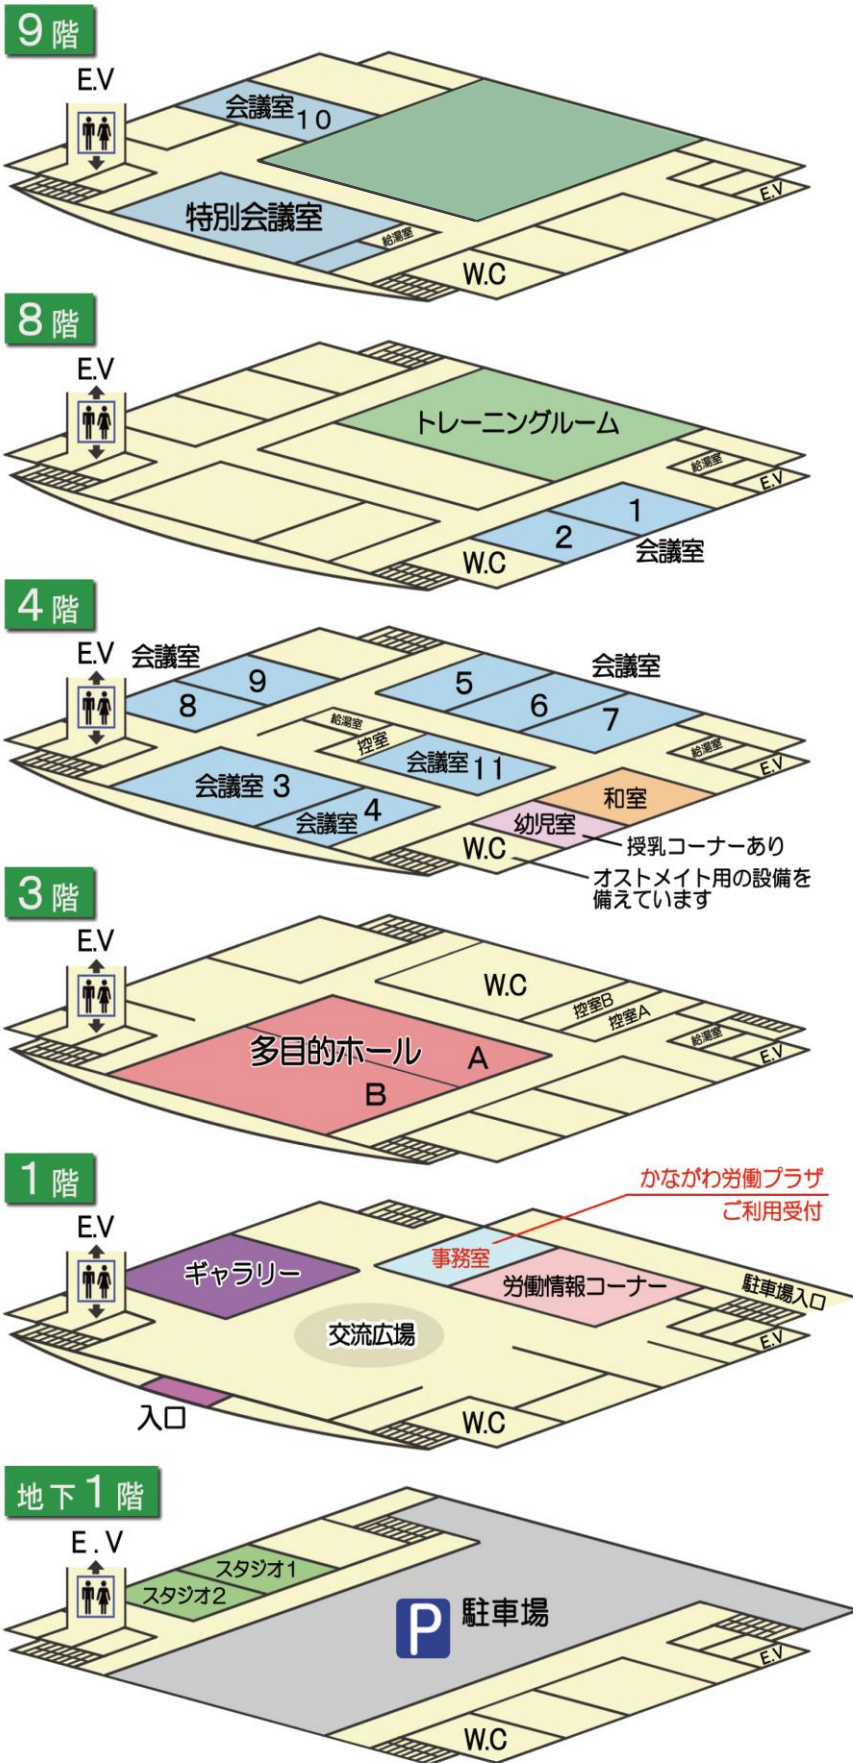 9階
E.V
会議室10
特別会議室
給湯室
E.V
W.C
8階
E.V
トレーニングルーム
給湯室
E.V
1
2
会議室
W.C
4階
E.V
会議室
9
8
会議室
5
6
7
給湯室
控室
会議室11
給湯室
E.V
会議室3
会議室4
和室
幼児室
授乳コーナーあり
W.C
オストメイト用の設備を
備えています
3階
E.V
W.C
控室B
控室A
給湯室
E.V
多目的ホール
A
B
1階
かながわ労働プラザ
ご利用受付
E.V
事務室
ギャラリー
労働情報コーナー
駐車場入口
交流広場
E.V
入口
W.C
地下1階
E.V
スタジオ1
スタジオ2
P 駐車場
E.V
W.C